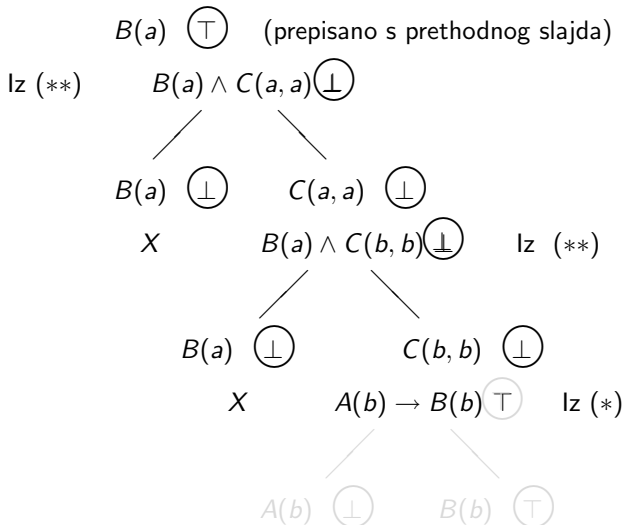 B(a) ⊤ (prepisano s prethodnog slajda)
Iz (∗∗) B(a) ∧ C(a, a) ⊥
B(a) ⊥ C(a, a) ⊥
X B(a) ∧ C(b, b) ⊥ Iz (∗∗)
B(a) ⊥ C(b, b) ⊥
X A(b) → B(b) ⊤ Iz (∗)
A(b) ⊥ B(b) ⊤